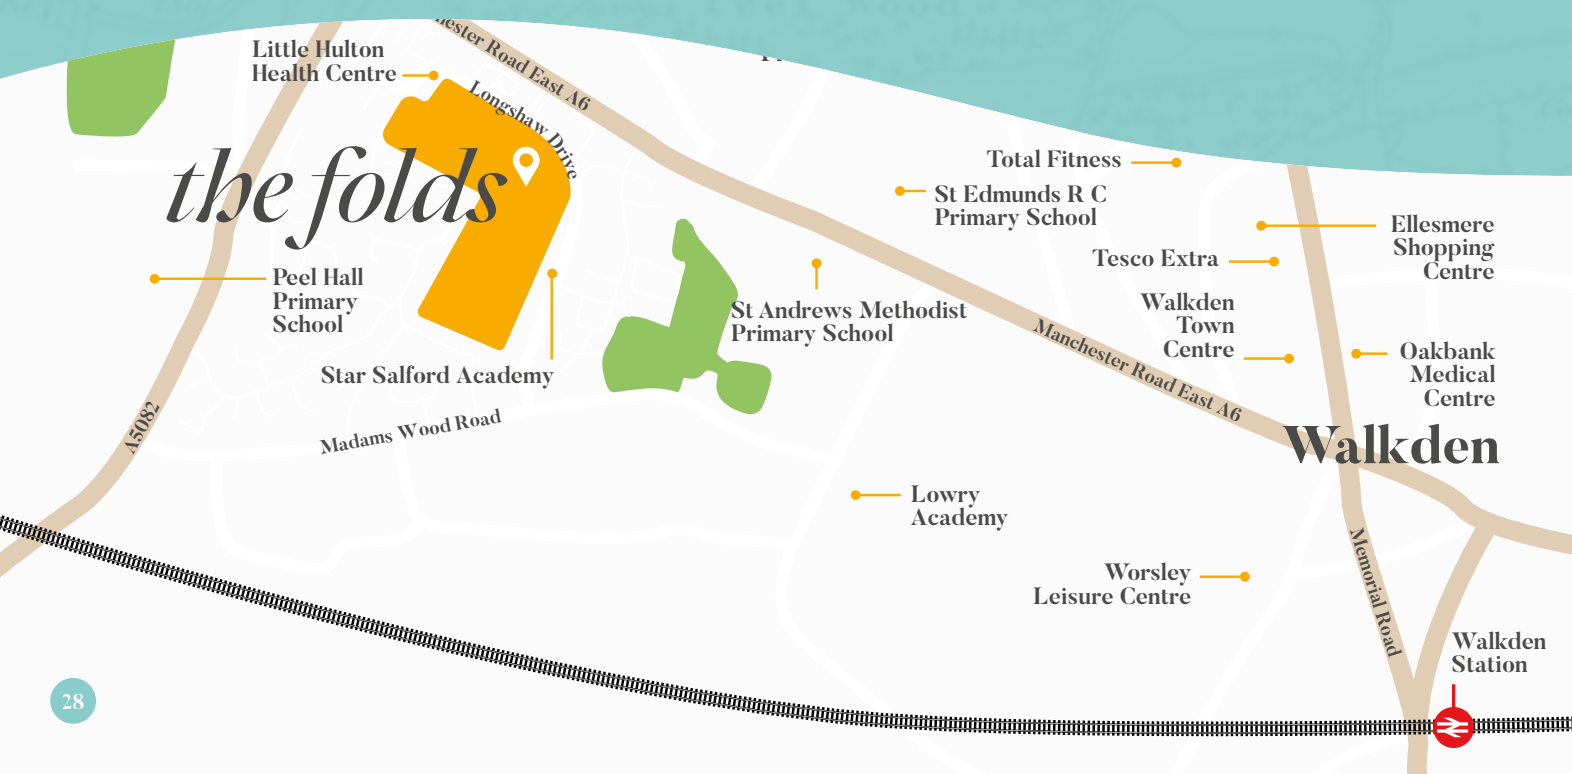 Little Hulton
Health Centre
Road East A6
Longshaw Drive
the folds
Total Fitness
St Edmunds R C
Primary School
Ellesmere
Shopping
Centre
Tesco Extra
Peel Hall
Primary
School
St Andrews Methodist
Primary School
Walkden
Town
Centre
Manchester Road East A6
Oakbank
Medical
Centre
Star Salford Academy
Madams Wood Road
A5082
Walkden
Lowry
Academy
Memorial Road
Worsley
Leisure Centre
Walkden
Station
28